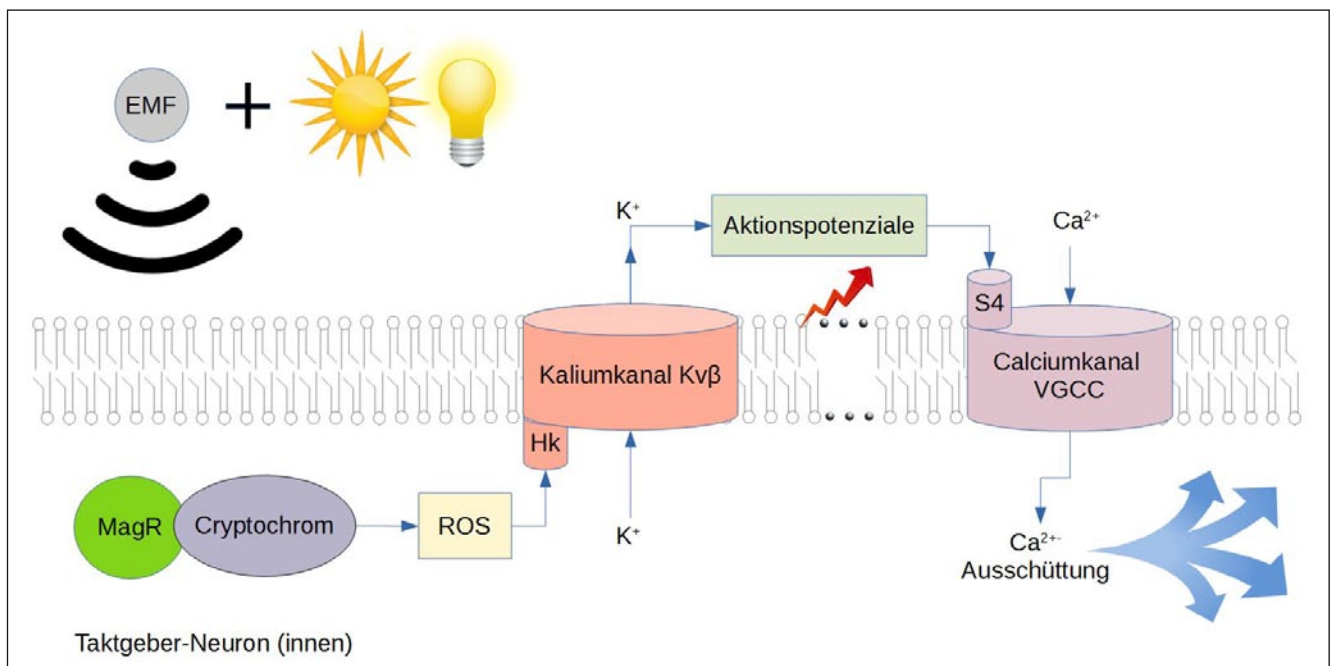 EMF
K⁺
Aktionspotenziale
Ca²⁺
S4
Kaliumkanal Kvβ
Calciumkanal
VGCC
Hk
MagR
Cryptochrom
ROS
K⁺
Ca²⁺⁻
Ausschüttung
Taktgeber-Neuron (innen)